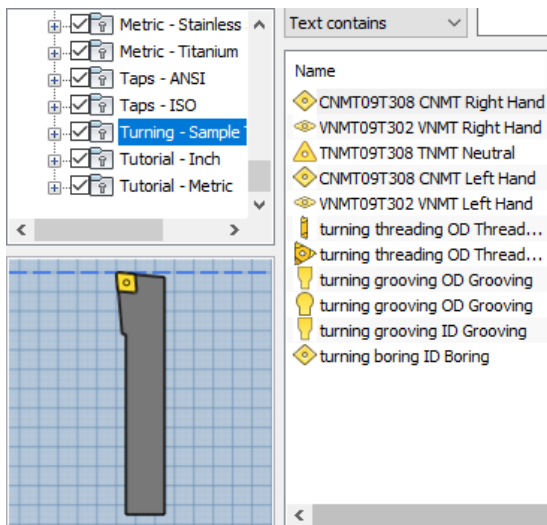 Metric - Stainless
Metric - Titanium
Taps - ANSI
Taps - ISO
Turning - Sample
Tutorial - Inch
Tutorial - Metric
Text contains
Name
CNMT09T308 CNMT Right Hand
VNMT09T302 VNMT Right Hand
TNMT09T308 TNMT Neutral
CNMT09T308 CNMT Left Hand
VNMT09T302 VNMT Left Hand
turning threading OD Thread...
turning threading OD Thread...
turning grooving OD Grooving
turning grooving OD Grooving
turning grooving ID Grooving
turning boring ID Boring